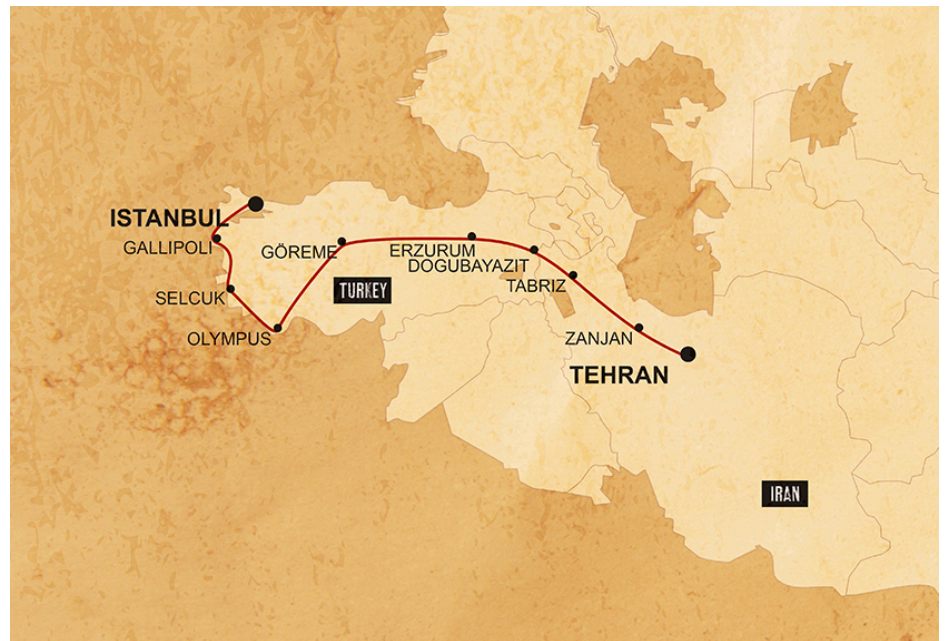 ISTANBUL
GALLIPOLI
GÖREME
ERZURUM
DOGUBAYAZIT
TABRIZ
SELCUK
TURKEY
OLYMPUS
ZANJAN
TEHRAN
IRAN